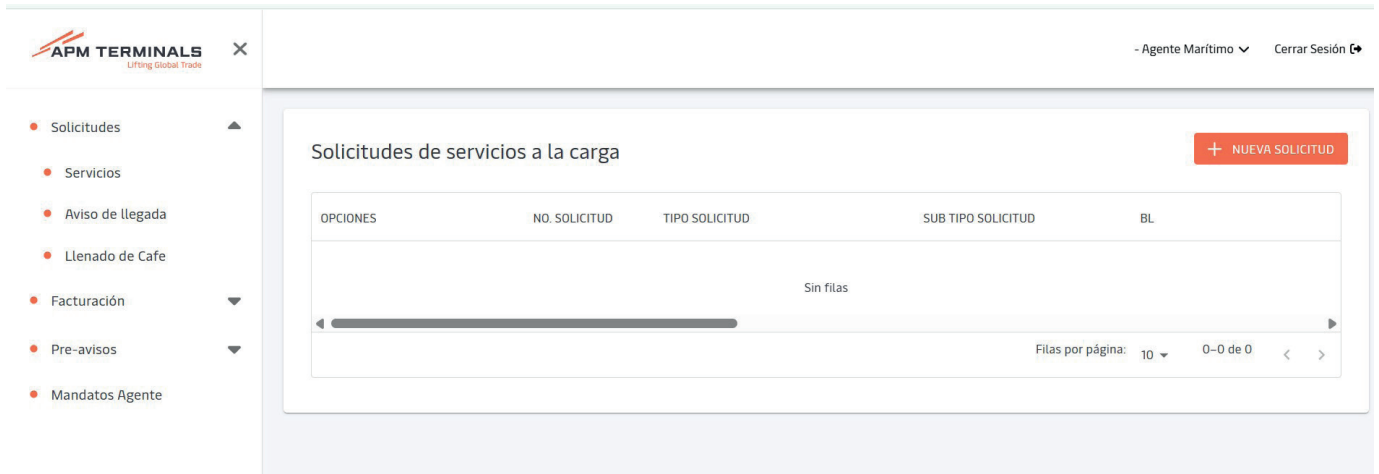 APM TERMINALS
Lifting Global Trade
- Agente Marítimo
Cerrar Sesión
Solicitudes
Servicios
Aviso de llegada
Llenado de Cafe
Facturación
Pre-avisos
Mandatos Agente
Solicitudes de servicios a la carga
+ NUEVA SOLICITUD
OPCIONES NO. SOLICITUD TIPO SOLICITUD SUB TIPO SOLICITUD BL
Sin filas
Filas por página: 10 0–0 de 0